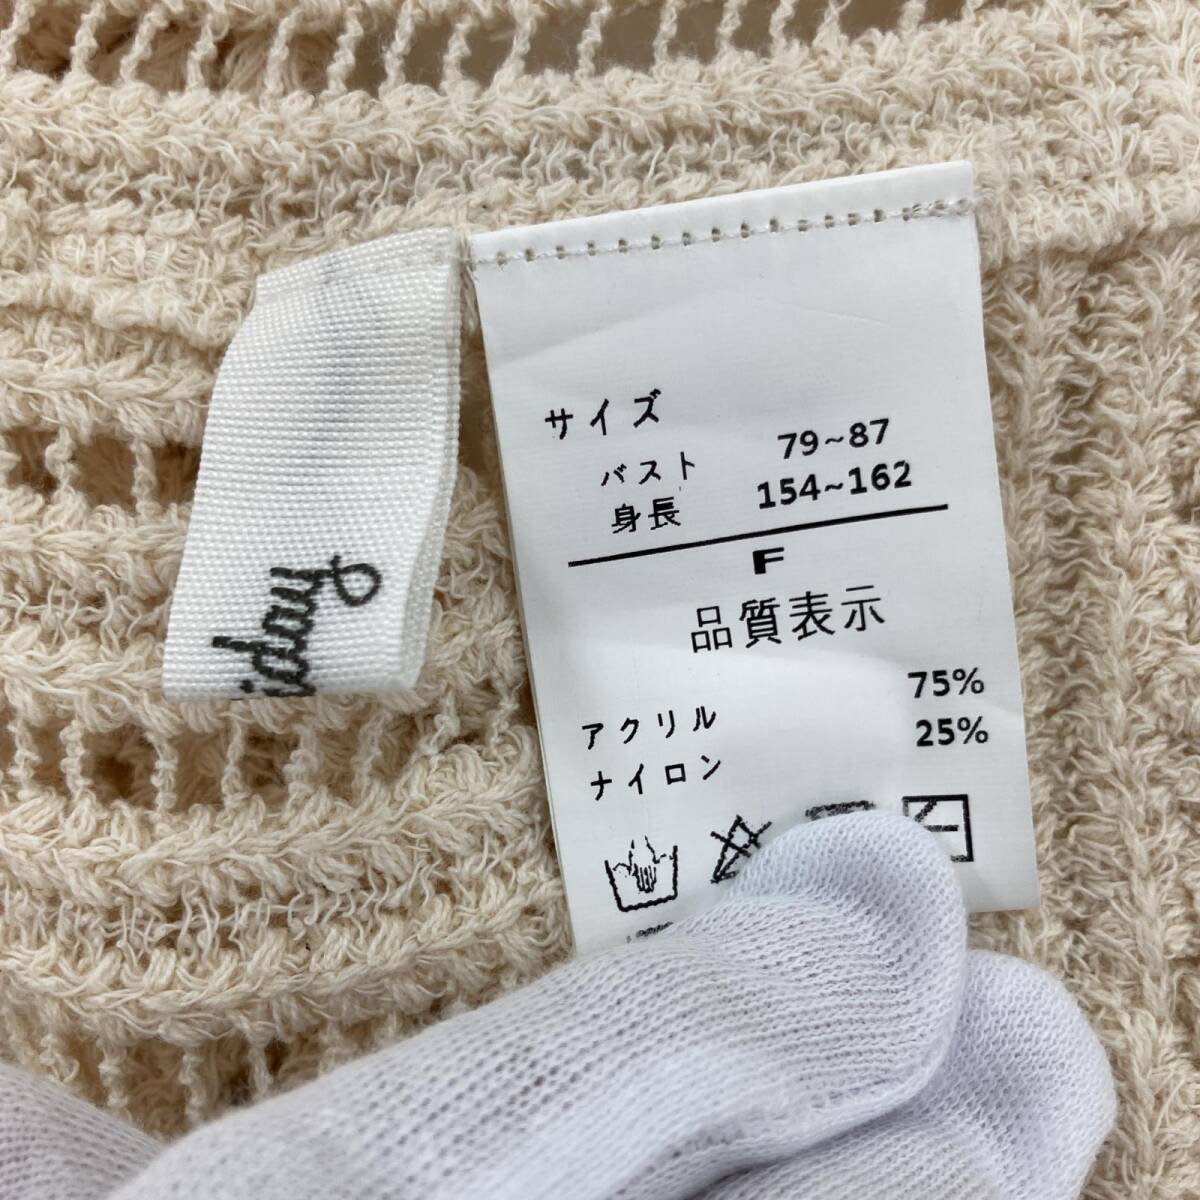 サイズ
バスト 79~87
身長 154~162
F
品質表示
アクリル 75%
ナイロン 25%